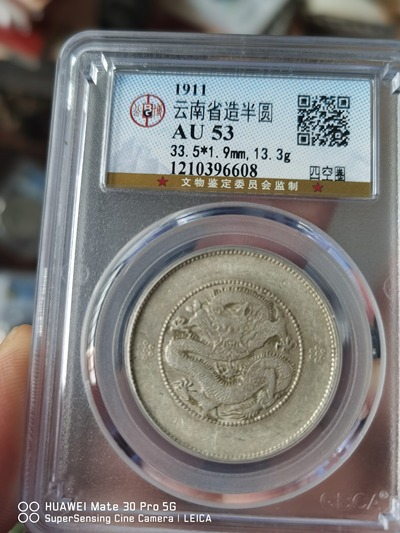 1911
云南省造半圆
AU 53
33.5*1.9mm,13.3g
1210396608
四空圈
文物鉴定委员会监制
HUAWEI Mate 30 Pro 5G
SuperSensing Cine Camera | LEICA